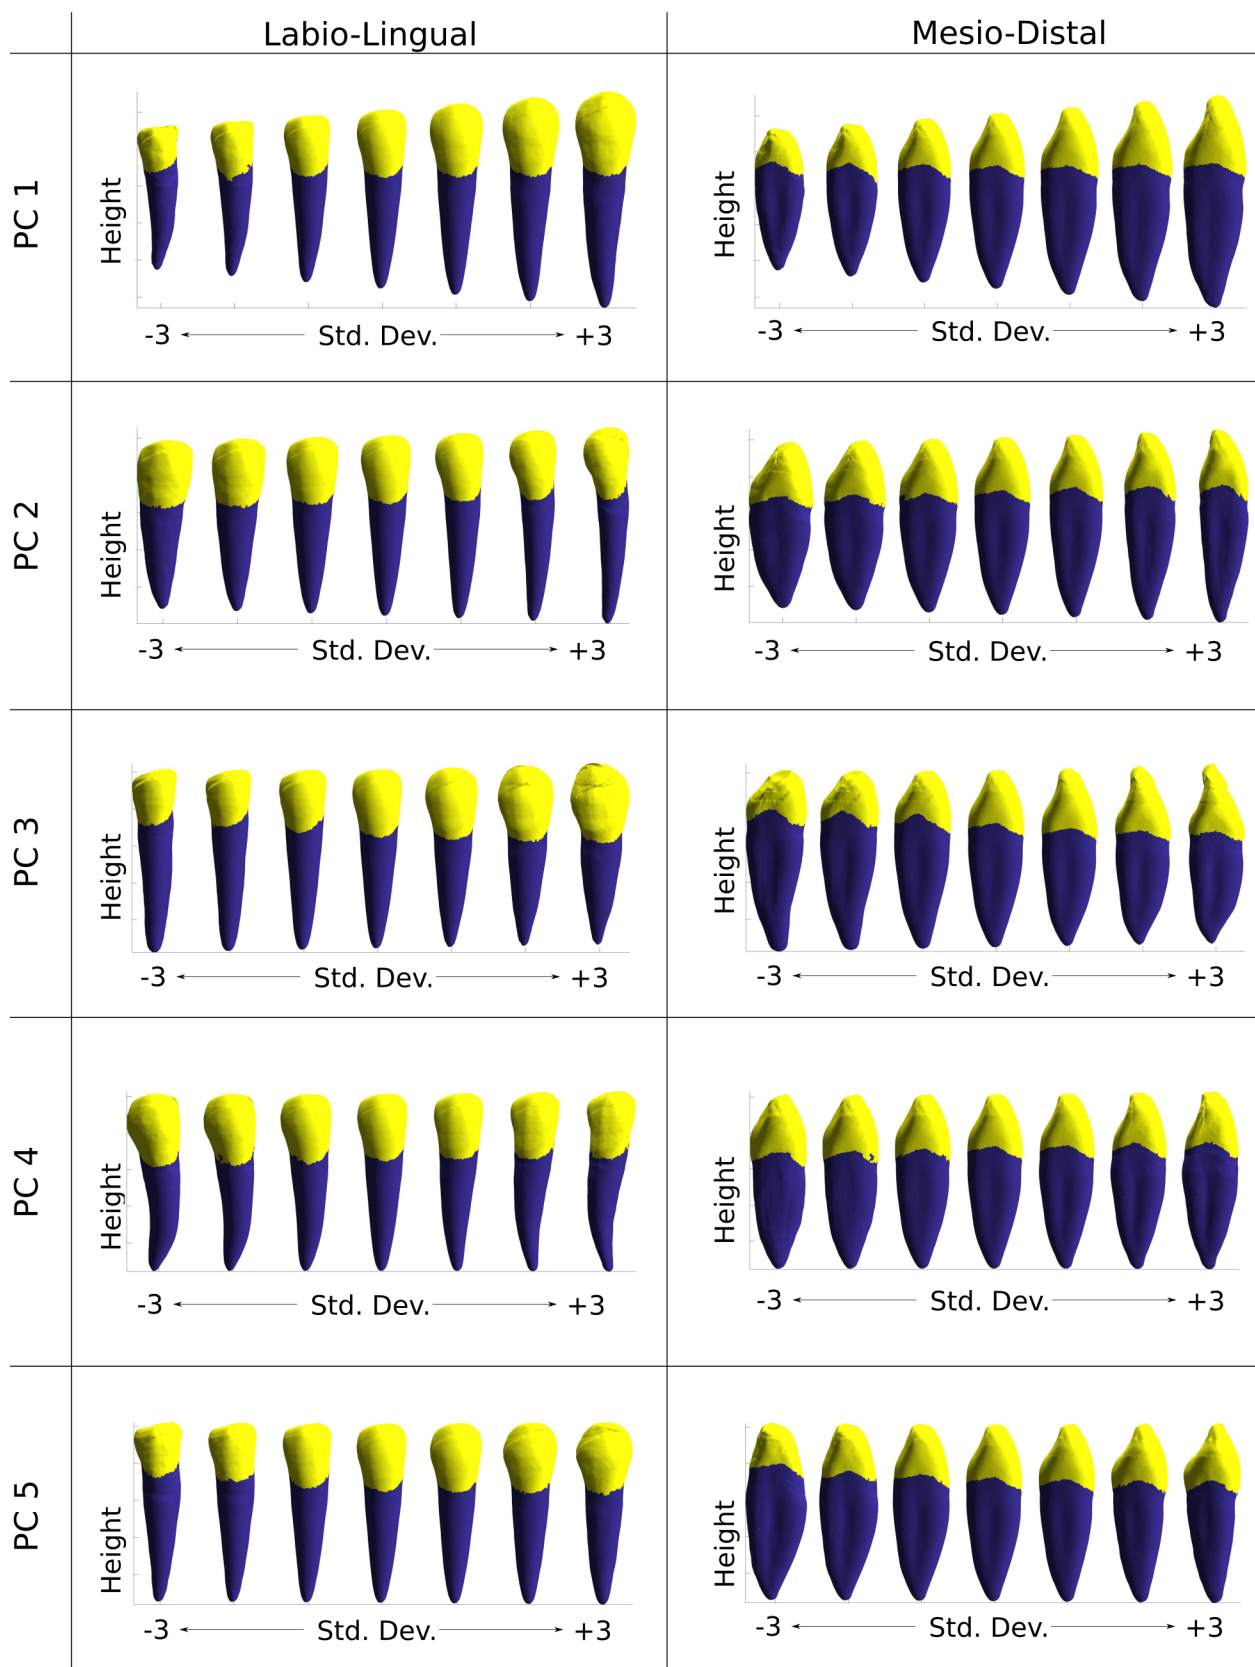 Labio-Lingual Mesio-Distal
PC 1
Height
-3 Std. Dev. +3
Height
-3 Std. Dev. +3
PC 2
Height
-3 Std. Dev. +3
Height
-3 Std. Dev. +3
PC 3
Height
-3 Std. Dev. +3
Height
-3 Std. Dev. +3
PC 4
Height
-3 Std. Dev. +3
Height
-3 Std. Dev. +3
PC 5
Height
-3 Std. Dev. +3
Height
-3 Std. Dev. +3